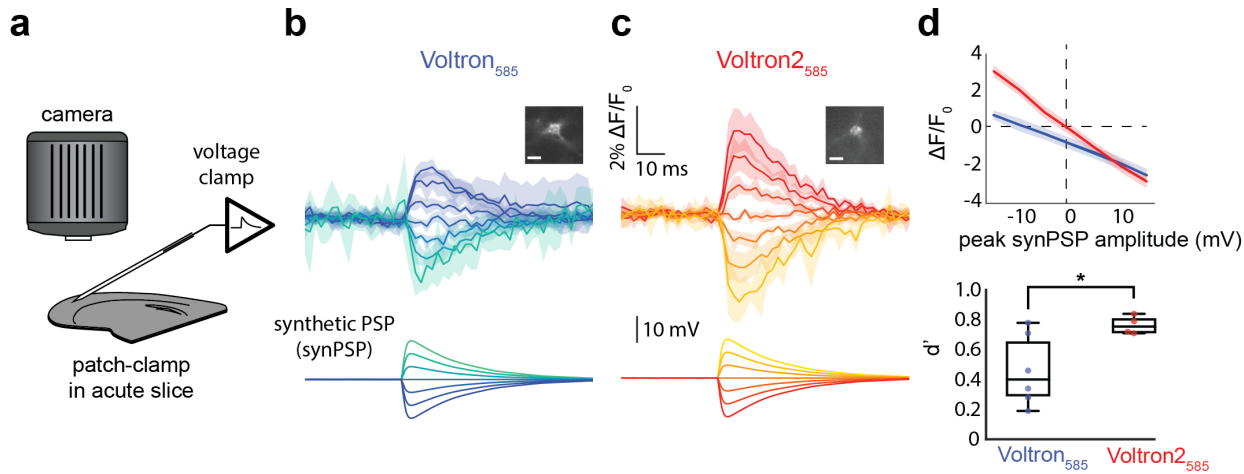 a
camera
voltage
clamp
patch-clamp
in acute slice
b
Voltron585
synthetic PSP
(synPSP)
c
Voltron2585
2% ΔF/F0
10 ms
10 mV
d
ΔF/F0
4
2
0
-2
-4
-10
0
10
peak synPSP amplitude (mV)
d'
1.0
0.8
0.6
0.4
0.2
0
*
Voltron585
Voltron2585